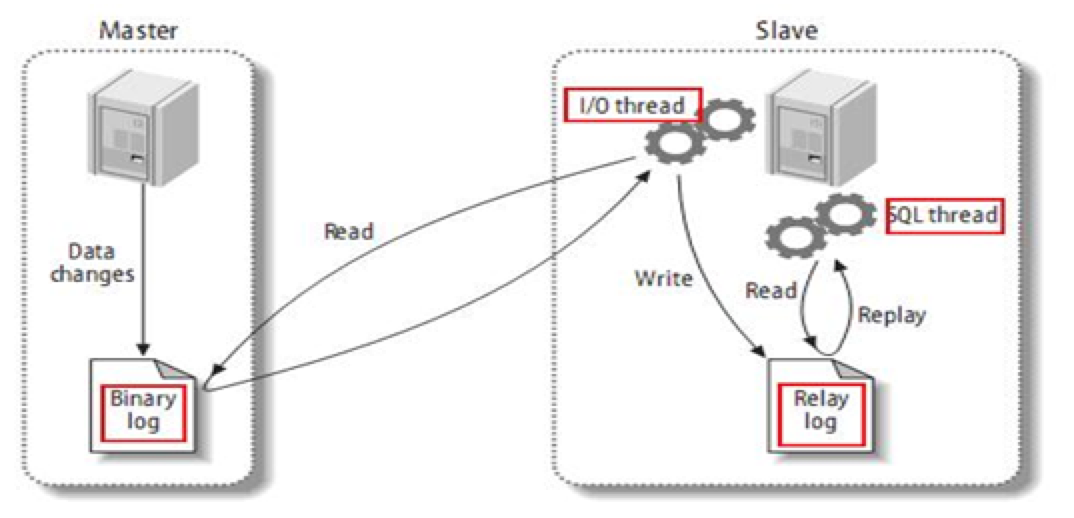 Master
Slave
I/O thread
SQL thread
Read
Data
changes
Write
Read
Replay
Binary
log
Relay
log